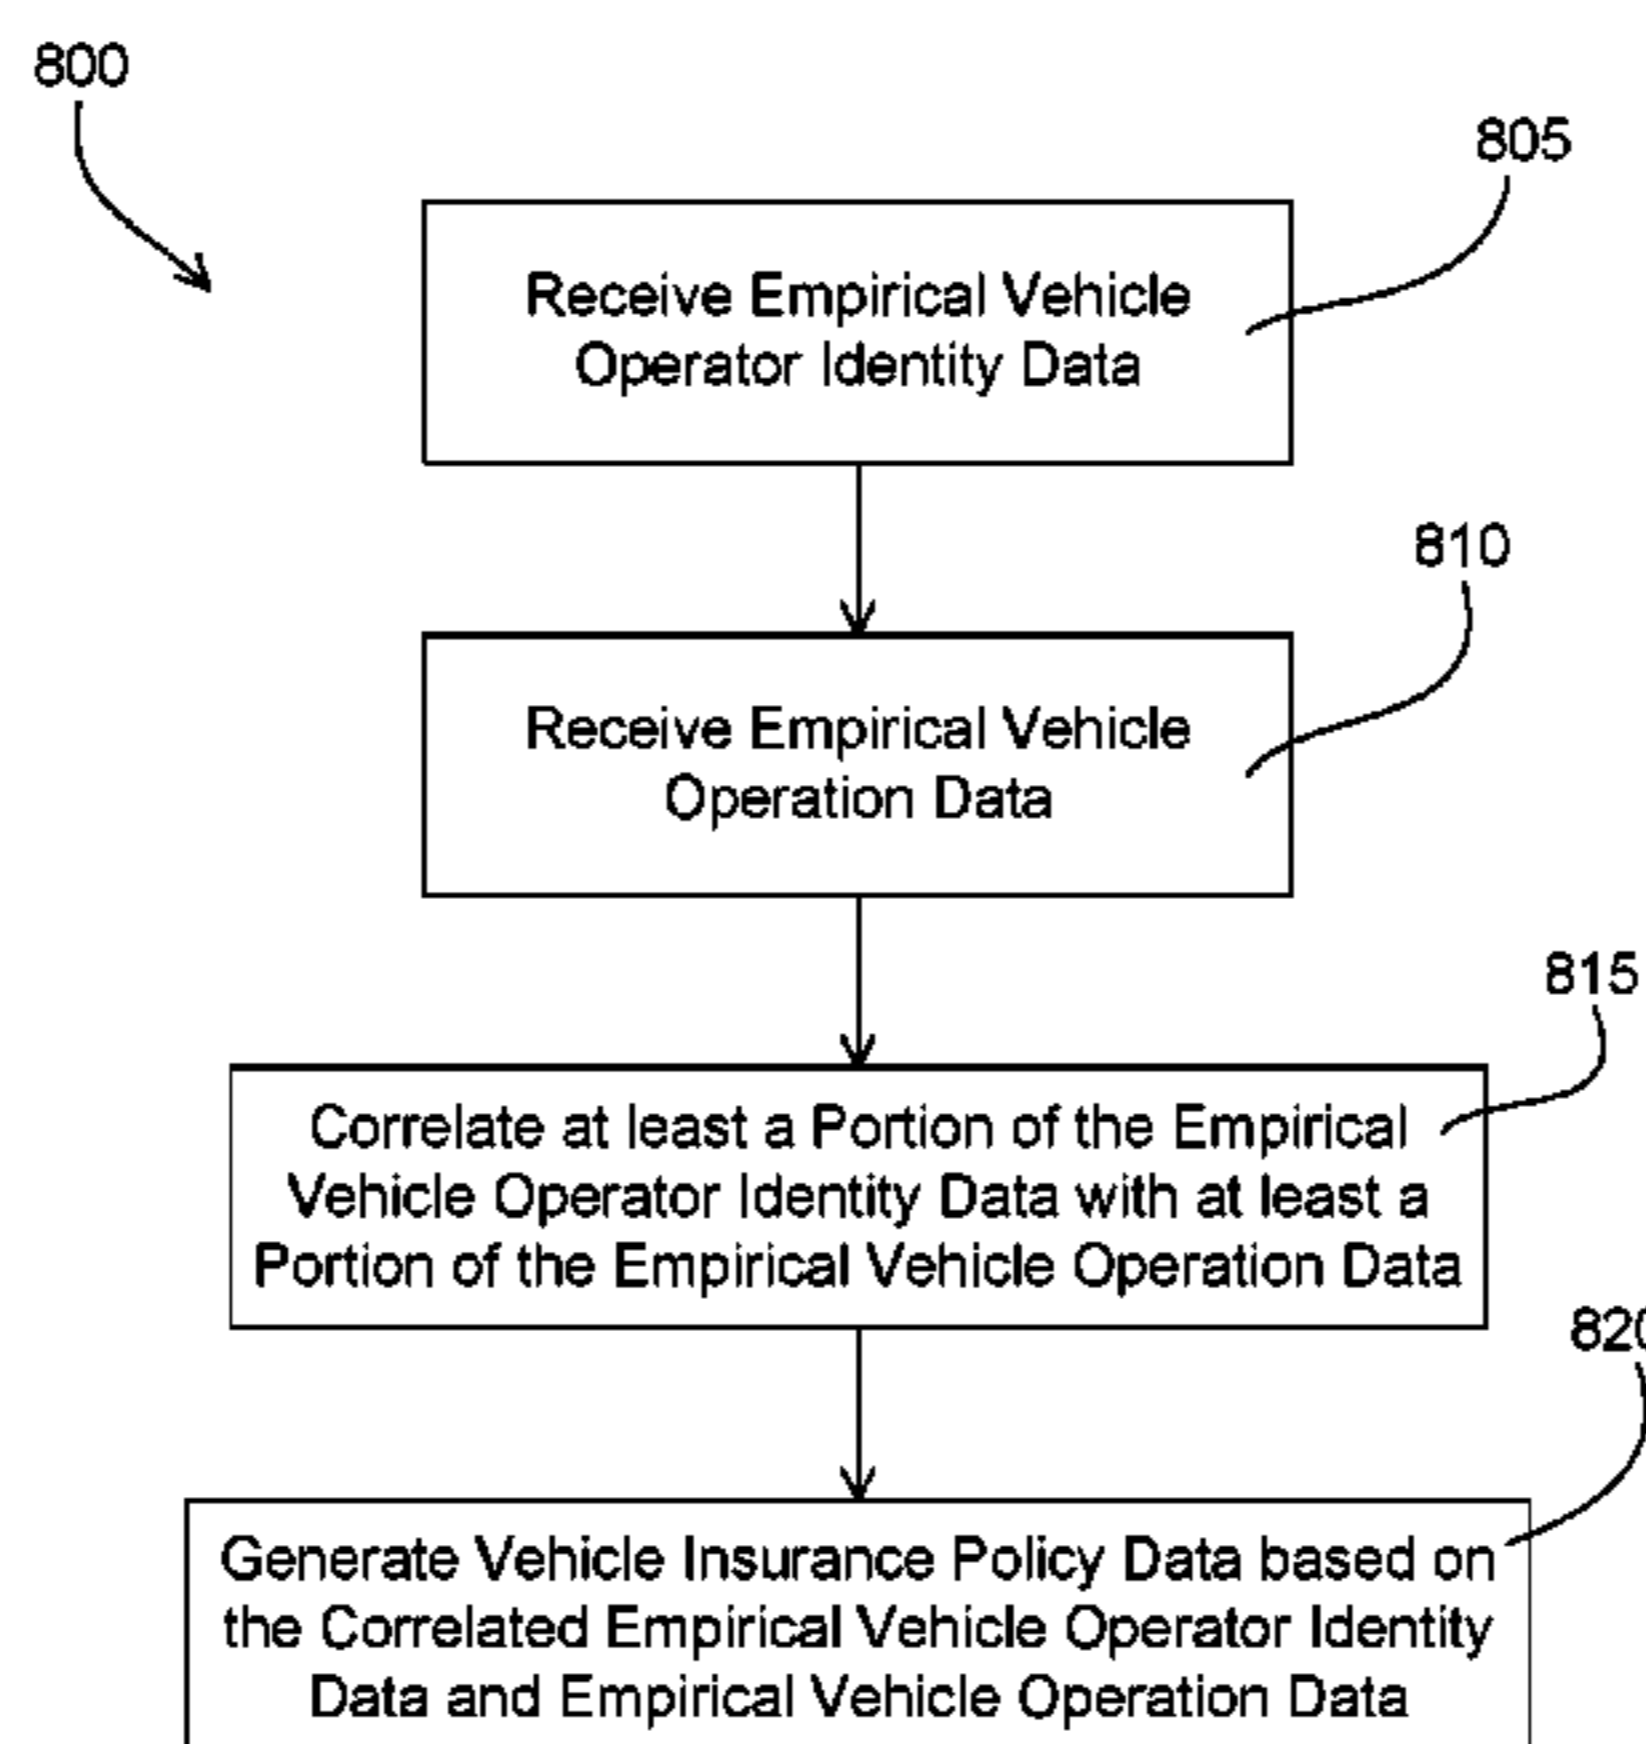 800
805
Receive Empirical Vehicle
Operator Identity Data
810
Receive Empirical Vehicle
Operation Data
815
Correlate at least a Portion of the Empirical
Vehicle Operator Identity Data with at least a
Portion of the Empirical Vehicle Operation Data
820
Generate Vehicle Insurance Policy Data based on
the Correlated Empirical Vehicle Operator Identity
Data and Empirical Vehicle Operation Data